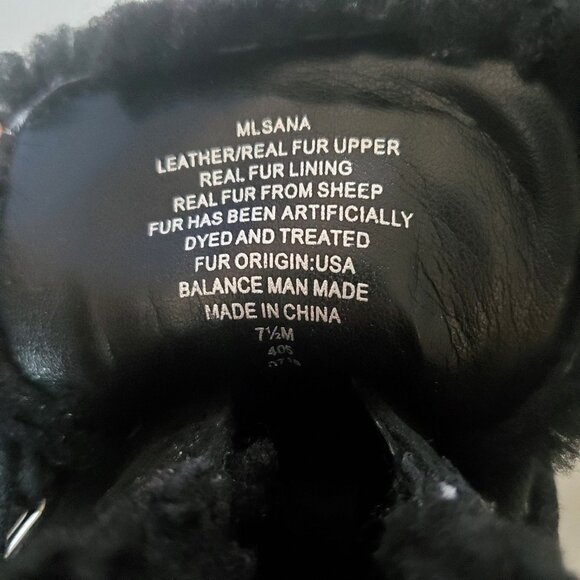 MLSANA
LEATHER/REAL FUR UPPER
REAL FUR LINING
REAL FUR FROM SHEEP
FUR HAS BEEN ARTIFICIALLY
DYED AND TREATED
FUR ORIIGIN:USA
BALANCE MAN MADE
MADE IN CHINA
7½M
405